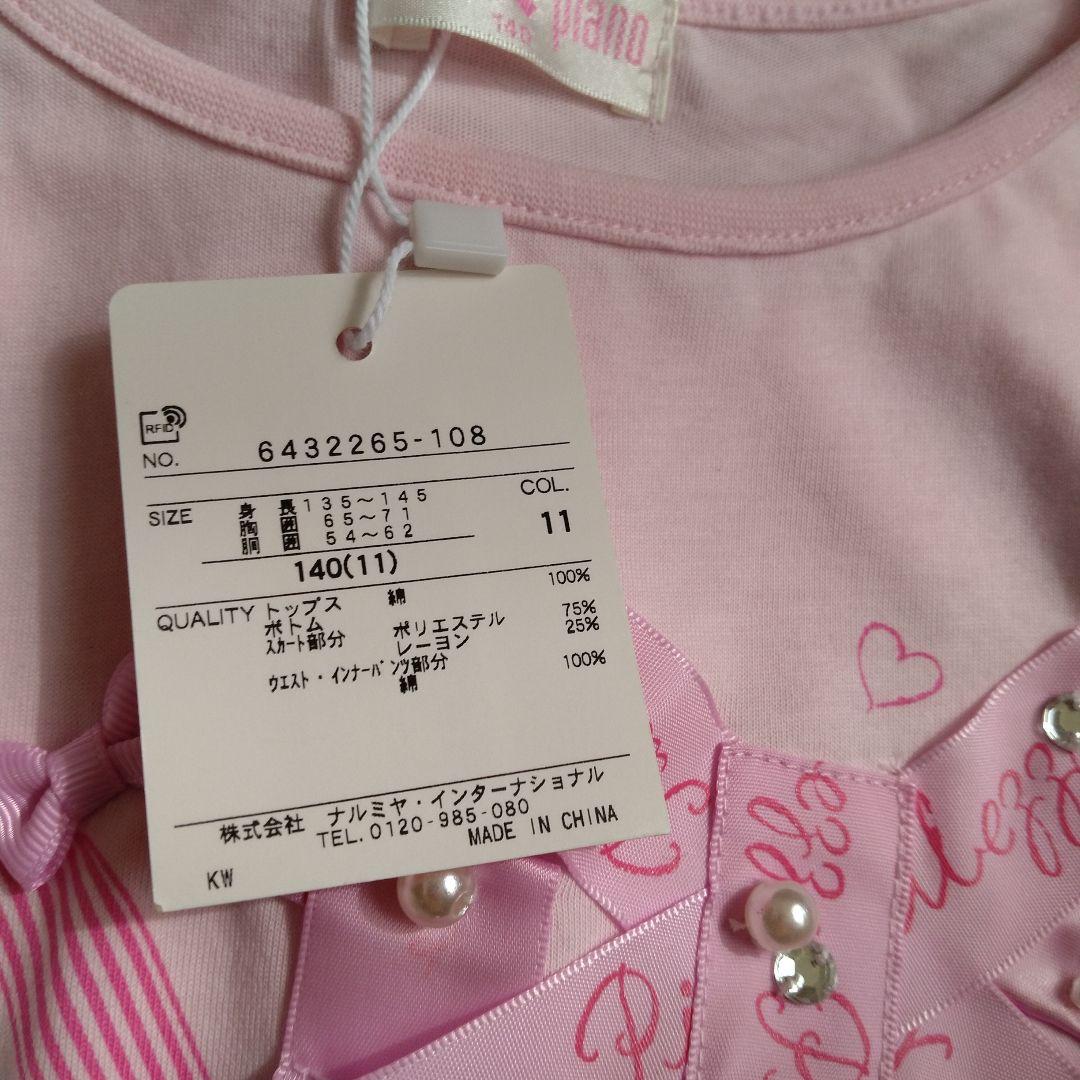 140 piano
RFID
NO. 6432265-108
SIZE 身長 135～145 COL.
胸囲 65～71 11
胴囲 54～62
140(11)
QUALITY トップス 綿 100%
ボトム
スカート部分 ポリエステル 75%
レーヨン 25%
ウエスト・インナーパンツ部分
綿 100%
株式会社 ナルミヤ・インターナショナル
TEL. 0120-985-080
KW MADE IN CHINA